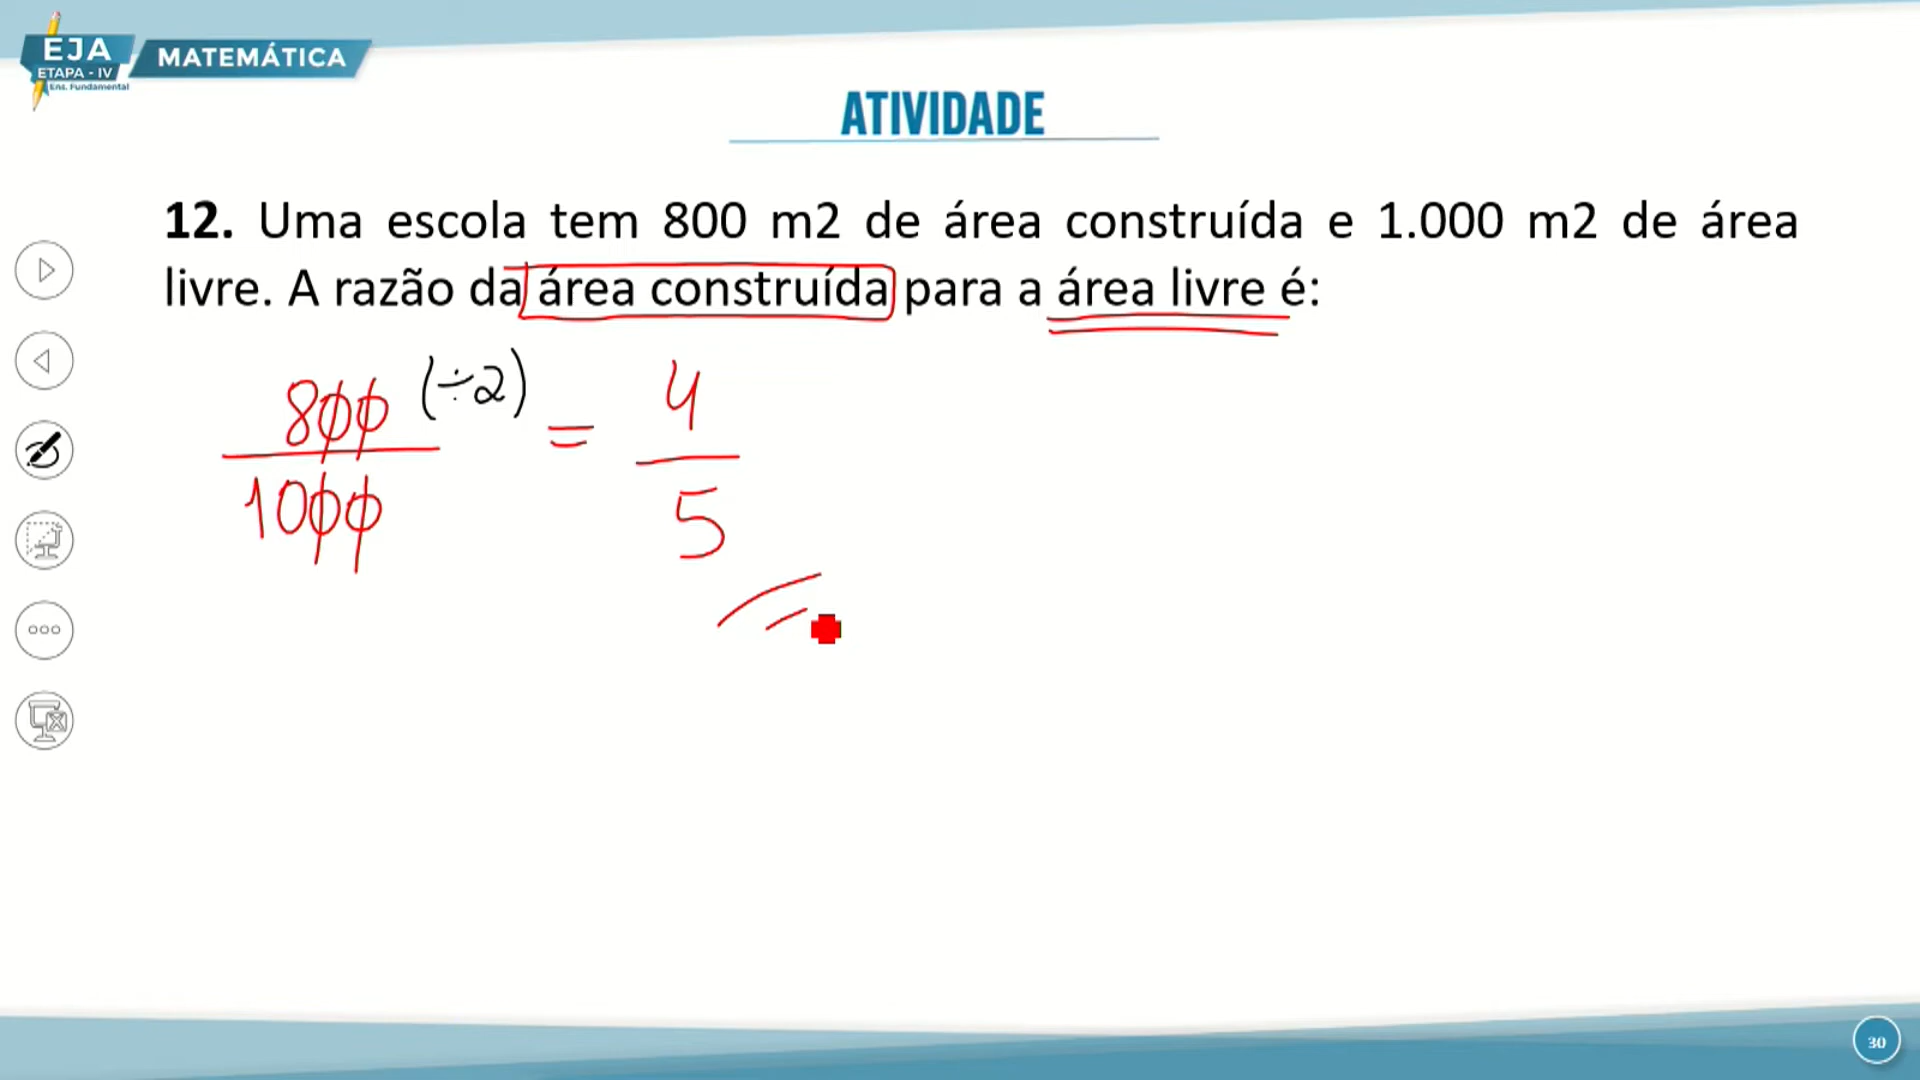 EJA
ETAPA - IV
Ens. Fundamental
MATEMÁTICA
ATIVIDADE
12. Uma escola tem 800 m2 de área construída e 1.000 m2 de área
livre. A razão da área construída para a área livre é:
800 (÷2) = 4
1000 5
30